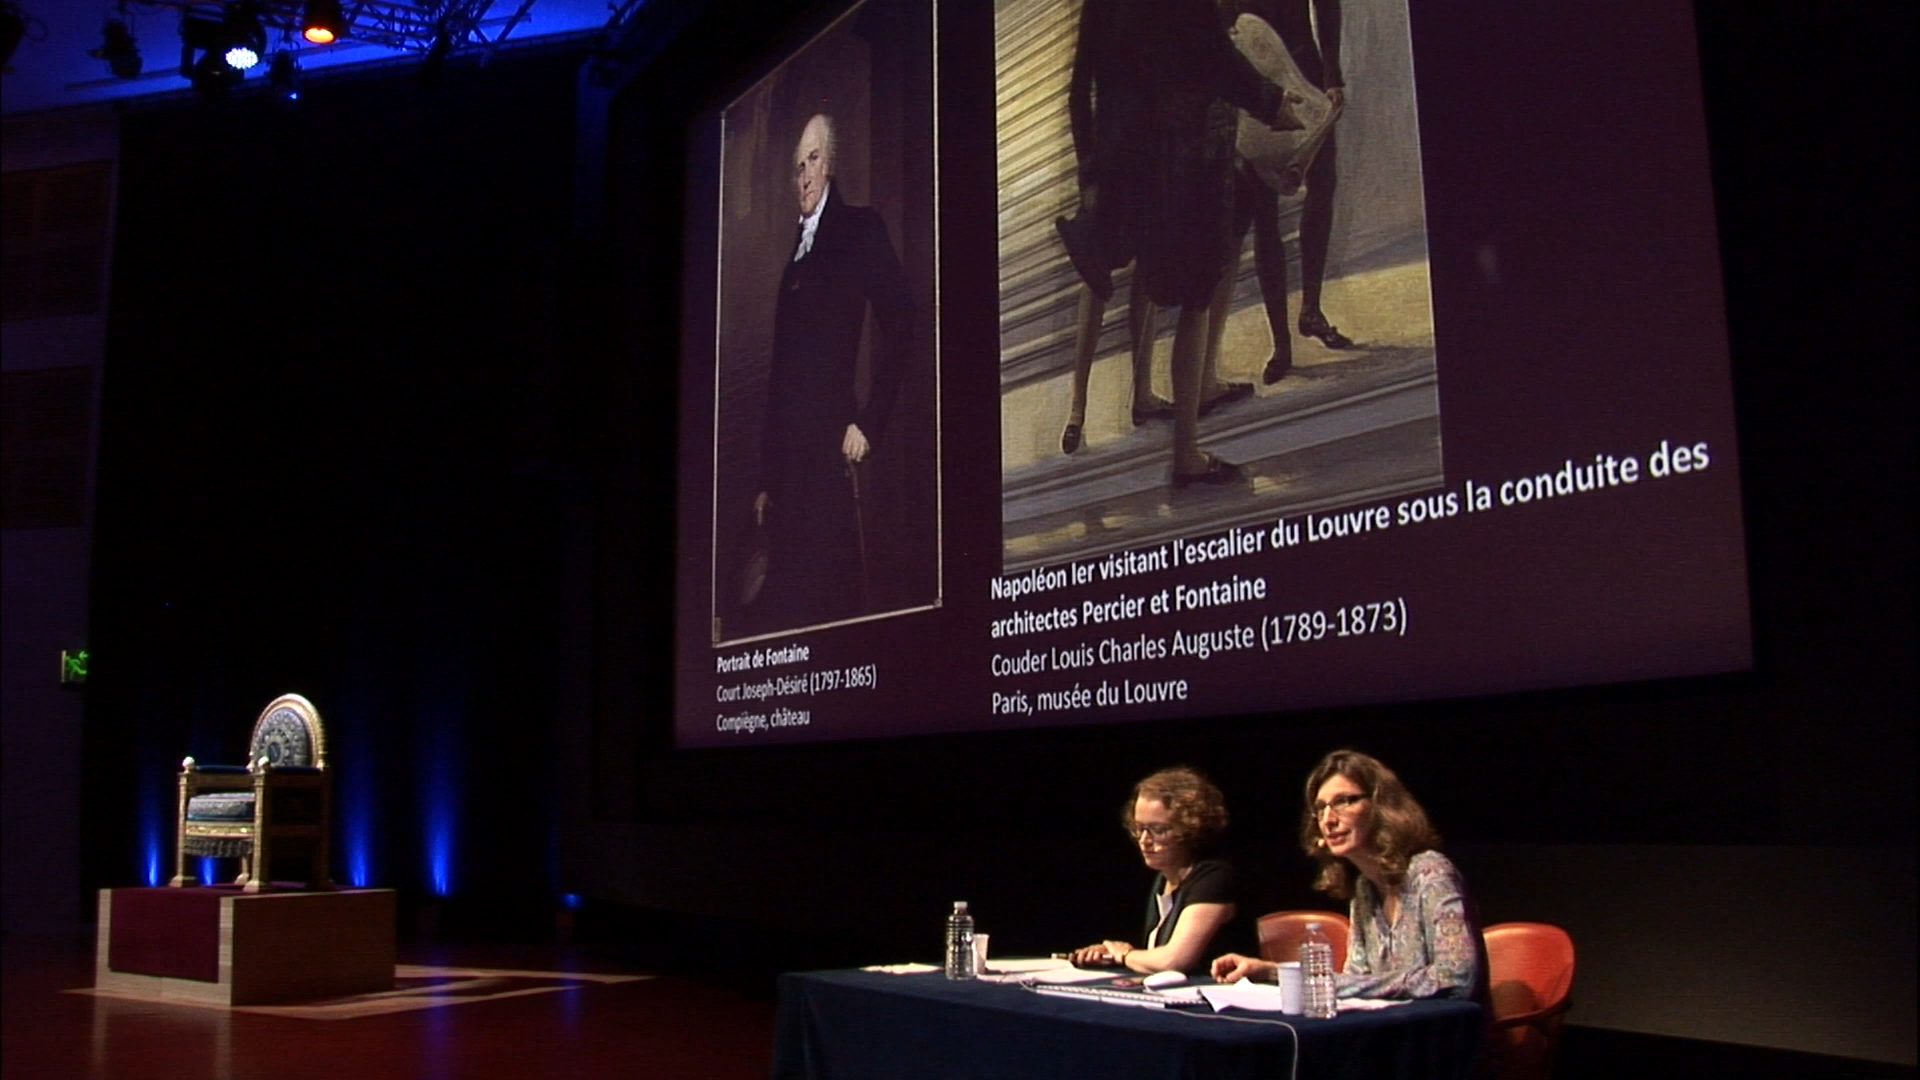 Portrait de Fontaine
Court Joseph-Désiré (1797-1865)
Compiègne, château
Napoléon Ier visitant l'escalier du Louvre sous la conduite des
architectes Percier et Fontaine
Couder Louis Charles Auguste (1789-1873)
Paris, musée du Louvre